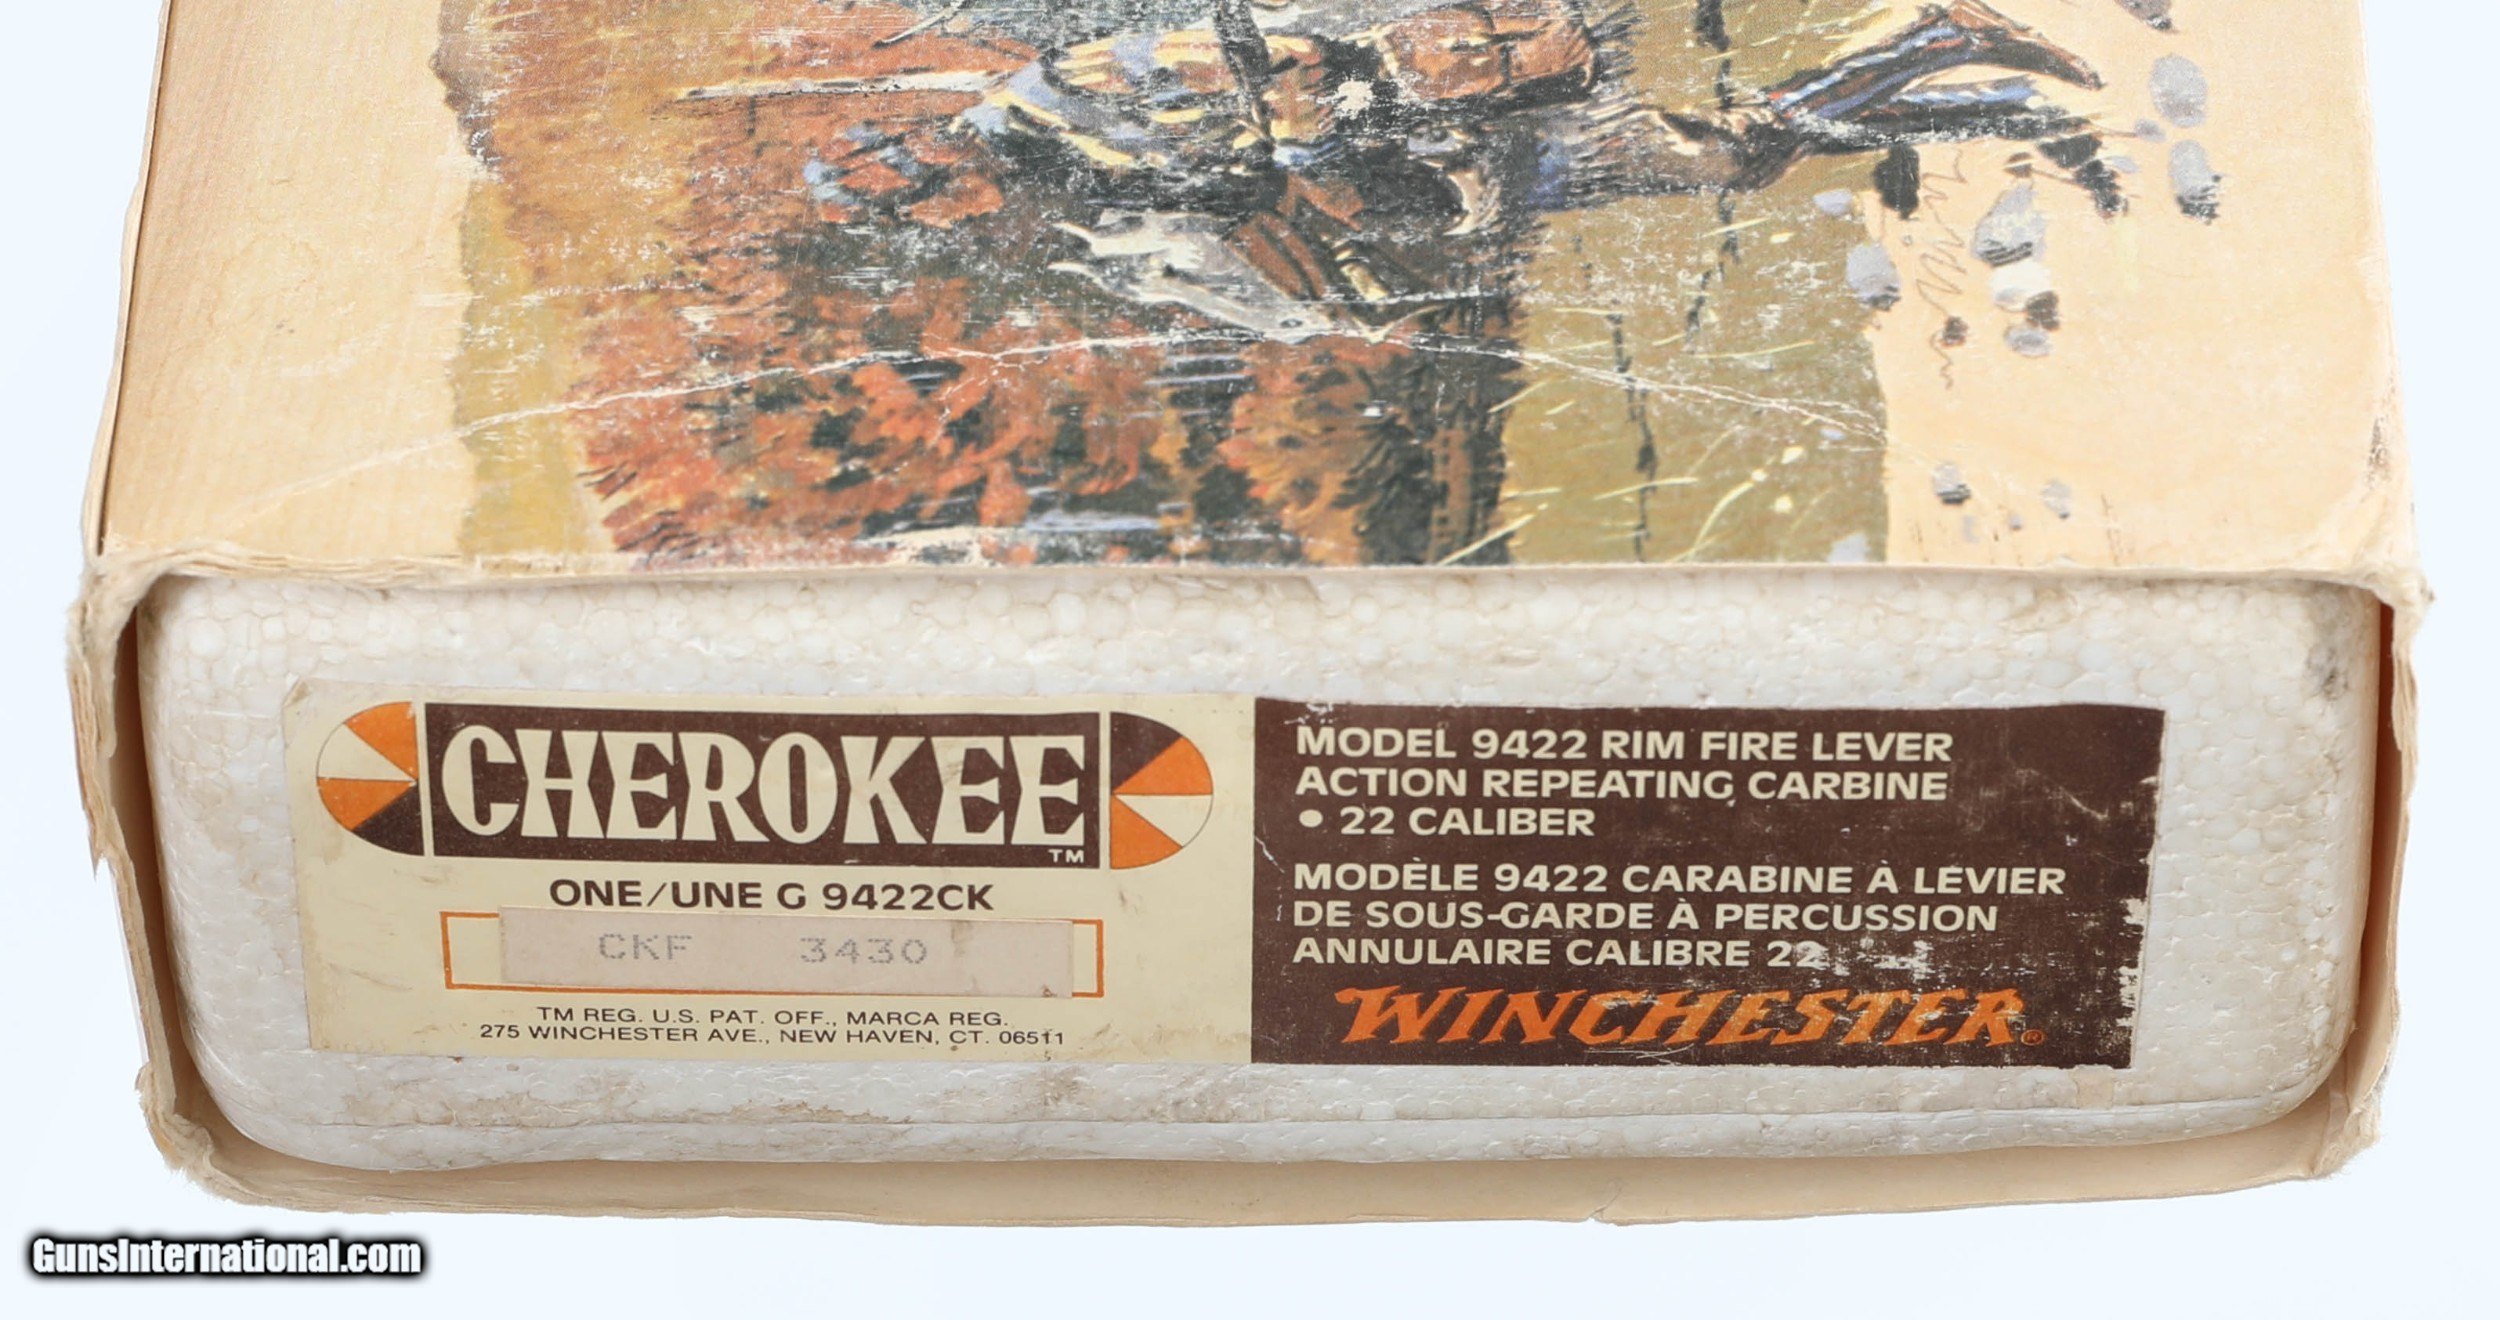 CHEROKEE™
ONE/UNE G 9422CK
CKF 3430
TM REG. U.S. PAT. OFF., MARCA REG.
275 WINCHESTER AVE., NEW HAVEN, CT. 06511
MODEL 9422 RIM FIRE LEVER
ACTION REPEATING CARBINE
• 22 CALIBER
MODÈLE 9422 CARABINE À LEVIER
DE SOUS-GARDE À PERCUSSION
ANNULAIRE CALIBRE 22
WINCHESTER®
GunsInternational.com